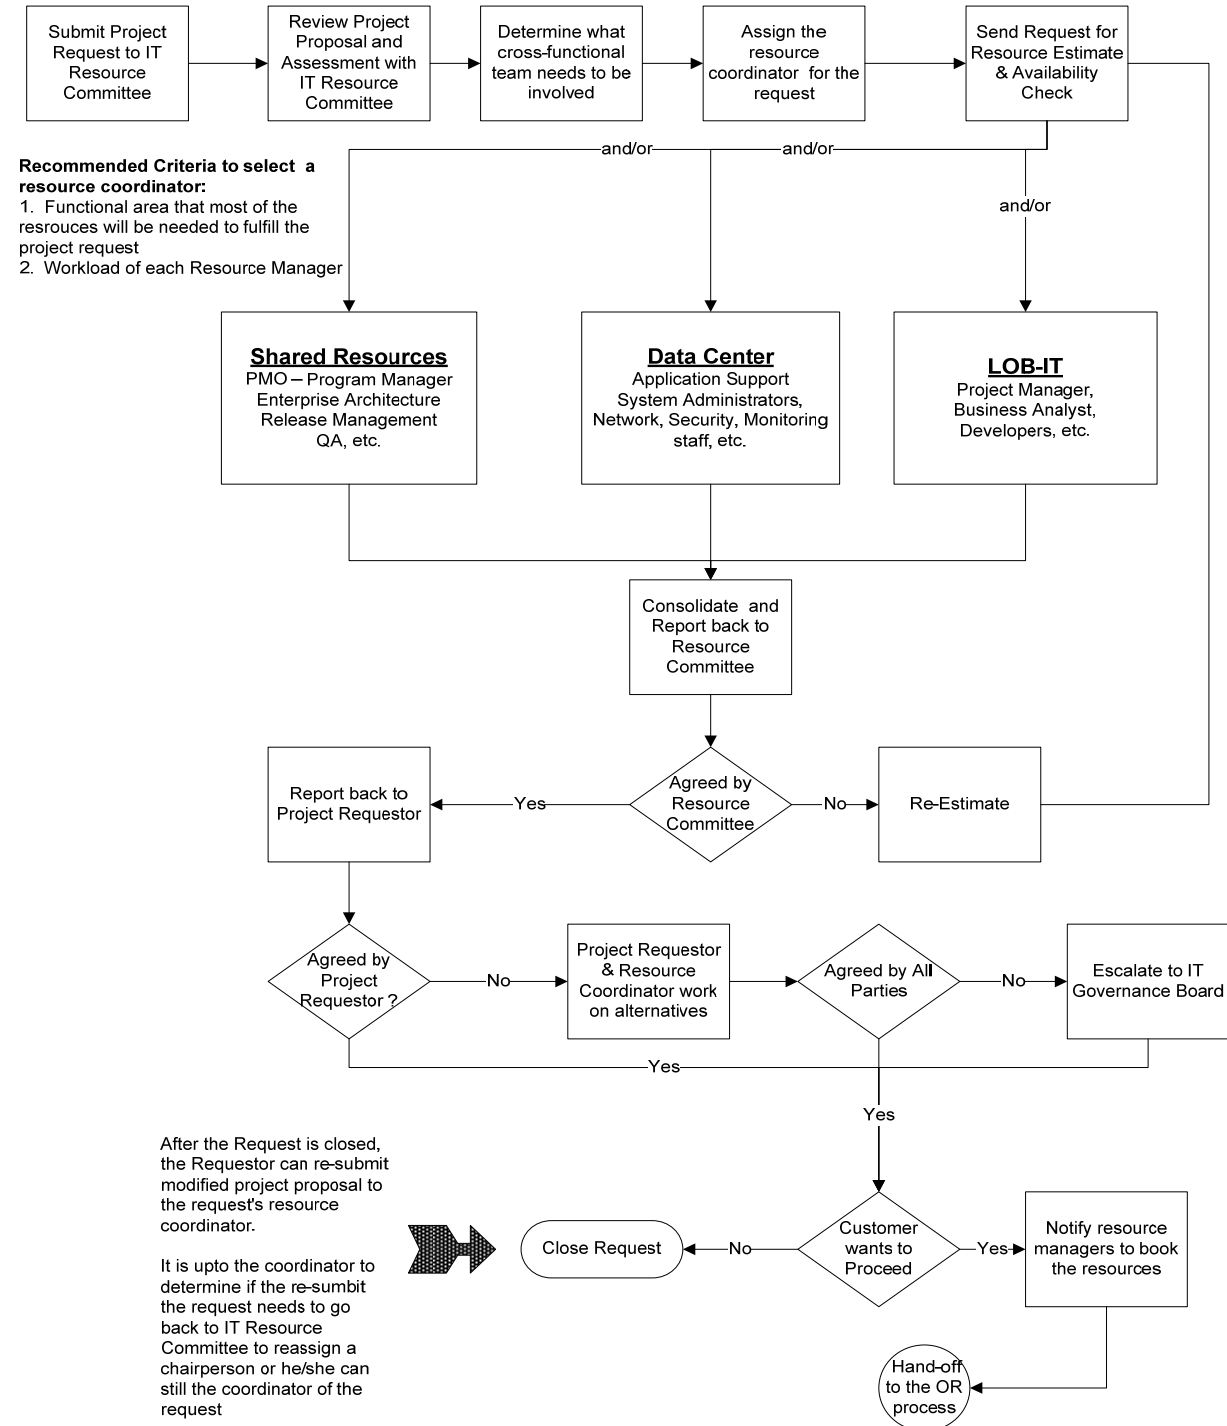 Submit Project
Request to IT
Resource
Committee
Review Project
Proposal and
Assessment with
IT Resource
Committee
Determine what
cross-functional
team needs to be
involved
Assign the
resource
coordinator for the
request
Send Request for
Resource Estimate
& Availability
Check
and/or
and/or
and/or
Recommended Criteria to select a
resource coordinator:
1. Functional area that most of the
resrouces will be needed to fulfill the
project request
2. Workload of each Resource Manager
Shared Resources
PMO – Program Manager
Enterprise Architecture
Release Management
QA, etc.
Data Center
Application Support
System Administrators,
Network, Security, Monitoring
staff, etc.
LOB-IT
Project Manager,
Business Analyst,
Developers, etc.
Consolidate and
Report back to
Resource
Committee
Report back to
Project Requestor
Yes
Agreed by
Resource
Committee
No
Re-Estimate
Agreed by
Project
Requestor ?
No
Project Requestor
& Resource
Coordinator work
on alternatives
Agreed by All
Parties
No
Escalate to IT
Governance Board
Yes
Yes
After the Request is closed,
the Requestor can re-submit
modified project proposal to
the request's resource
coordinator.
It is upto the coordinator to
determine if the re-sumbit
the request needs to go
back to IT Resource
Committee to reassign a
chairperson or he/she can
still the coordinator of the
request
Close Request
No
Customer
wants to
Proceed
Yes
Notify resource
managers to book
the resources
Hand-off
to the OR
process